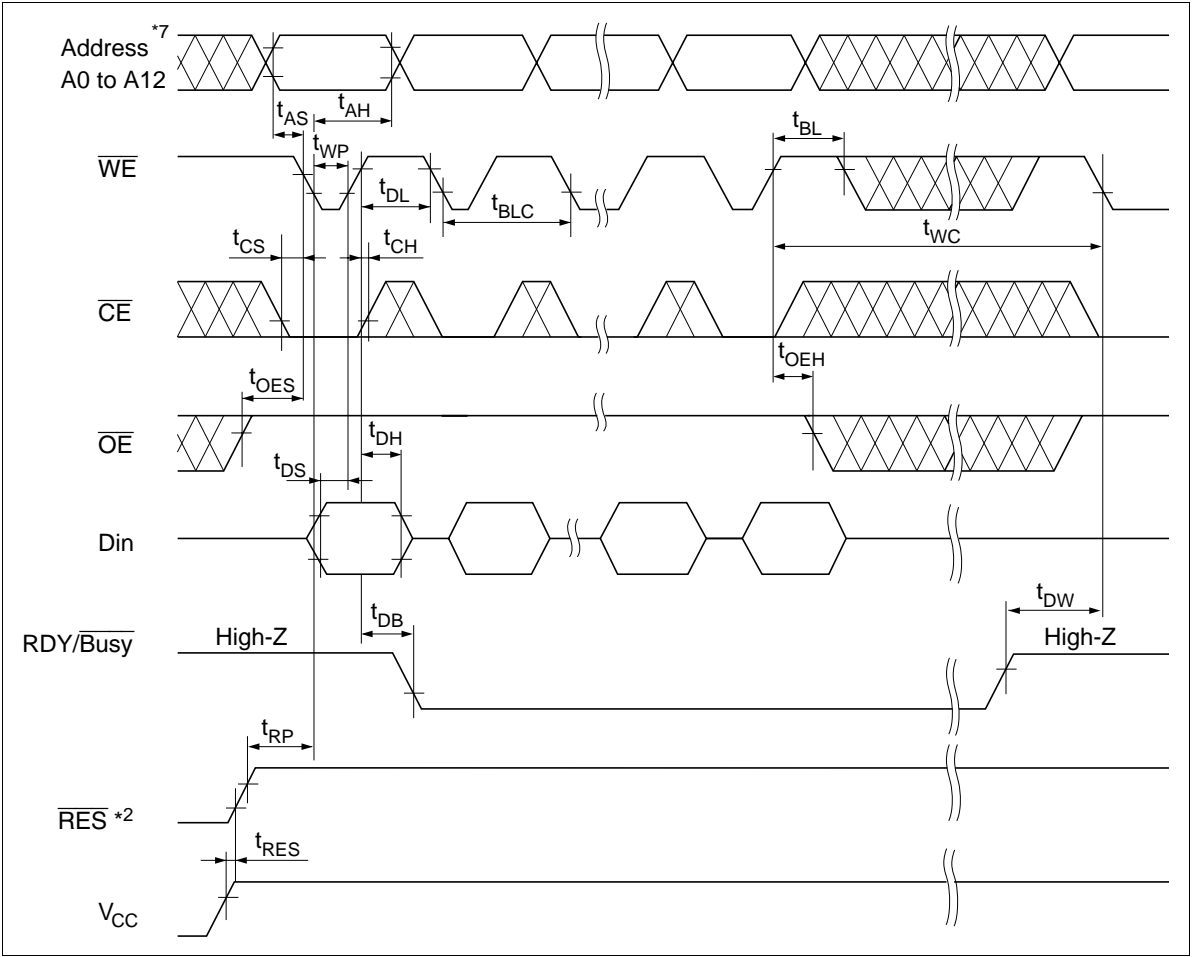 Address *7
A0 to A12
tAS
tAH
tWP
tBL
WE
tDL
tBLC
tWC
tCS
tCH
CE
tOEH
tOES
OE
tDH
tDS
Din
tDB
tDW
RDY/Busy
High-Z
High-Z
tRP
RES *2
tRES
VCC